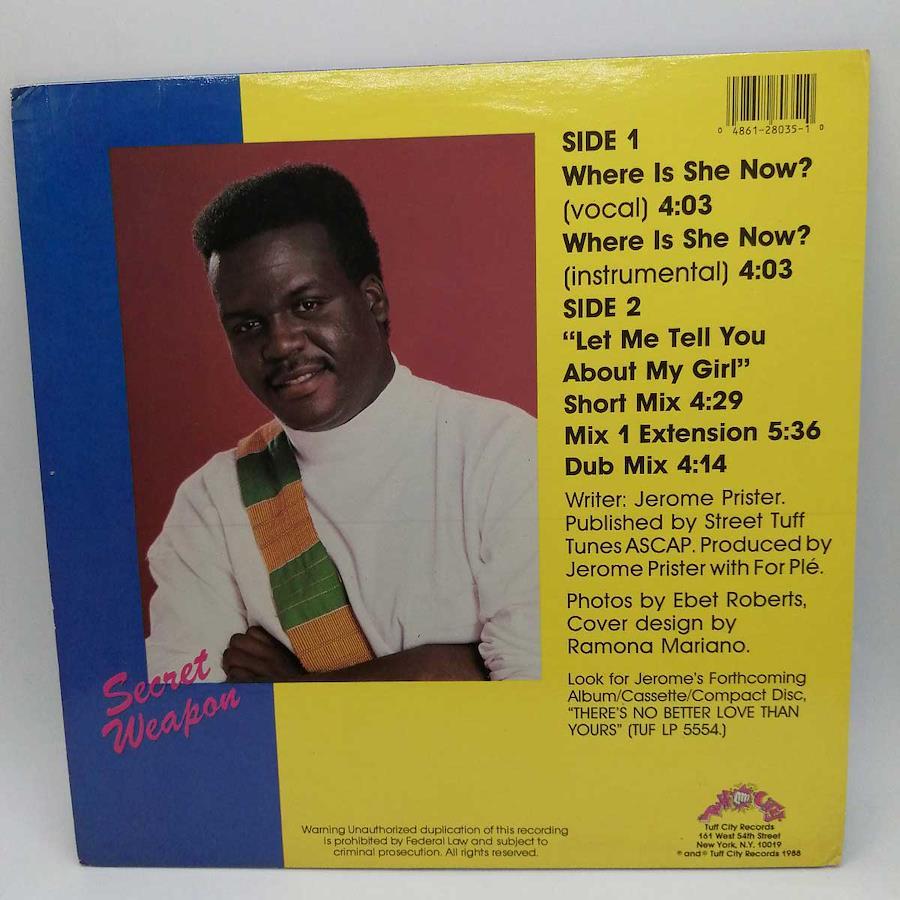 0 4861-28035-1 0
SIDE 1
Where Is She Now?
(vocal) 4:03
Where Is She Now?
(instrumental) 4:03
SIDE 2
“Let Me Tell You
About My Girl”
Short Mix 4:29
Mix 1 Extension 5:36
Dub Mix 4:14
Writer: Jerome Prister.
Published by Street Tuff
Tunes ASCAP. Produced by
Jerome Prister with For Plé.
Photos by Ebet Roberts,
Cover design by
Ramona Mariano.
Look for Jerome's Forthcoming
Album/Cassette/Compact Disc,
“THERE'S NO BETTER LOVE THAN
YOURS” (TUF LP 5554.)
Secret
Weapon
Warning Unauthorized duplication of this recording
is prohibited by Federal Law and subject to
criminal prosecution. All rights reserved.
TUFF CITY
Tuff City Records
161 West 54th Street
New York, N.Y. 10019
℗ and © Tuff City Records 1988